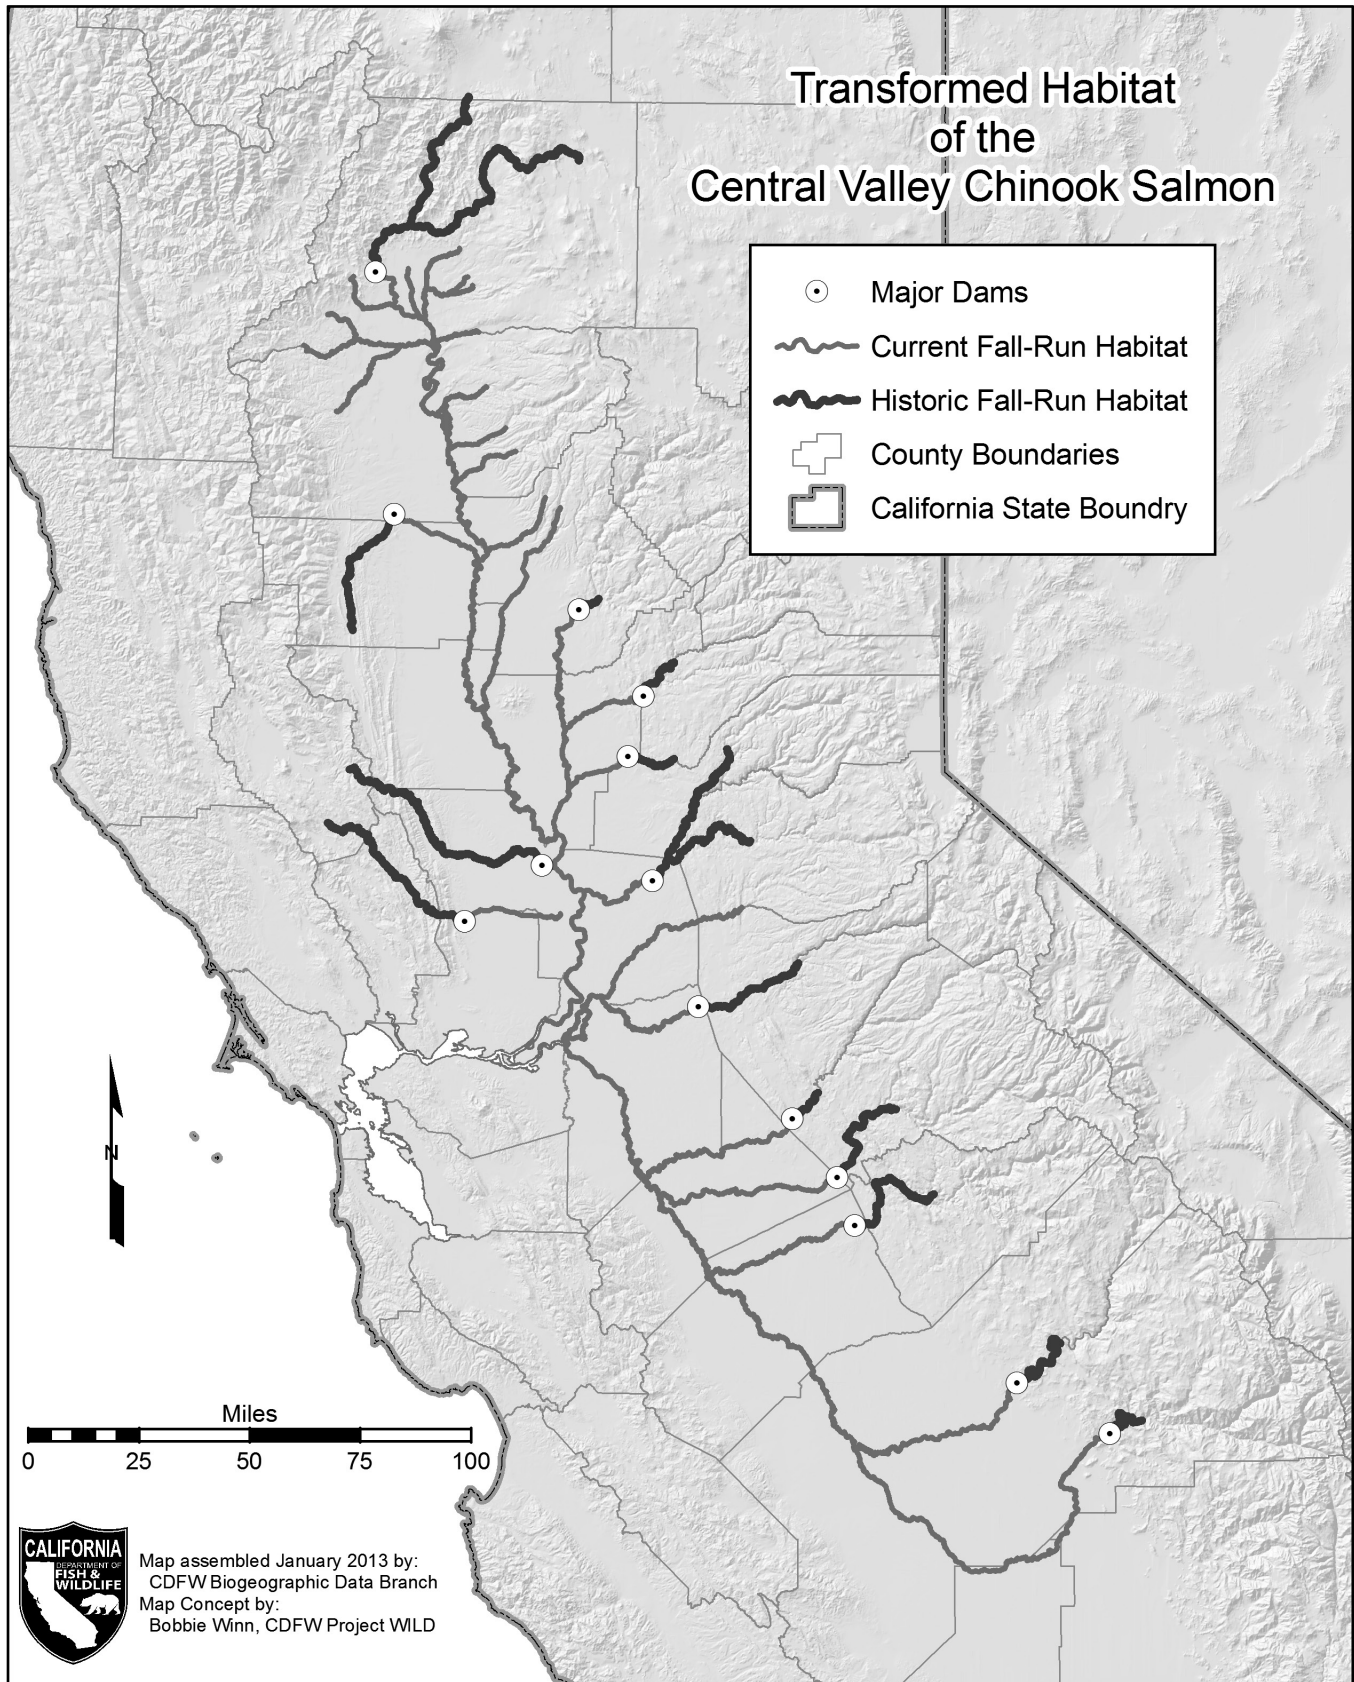 Transformed Habitat
of the
Central Valley Chinook Salmon
Major Dams
Current Fall-Run Habitat
Historic Fall-Run Habitat
County Boundaries
California State Boundry
N
Miles
0 25 50 75 100
CALIFORNIA
DEPARTMENT OF
FISH &
WILDLIFE
Map assembled January 2013 by:
CDFW Biogeographic Data Branch
Map Concept by:
Bobbie Winn, CDFW Project WILD